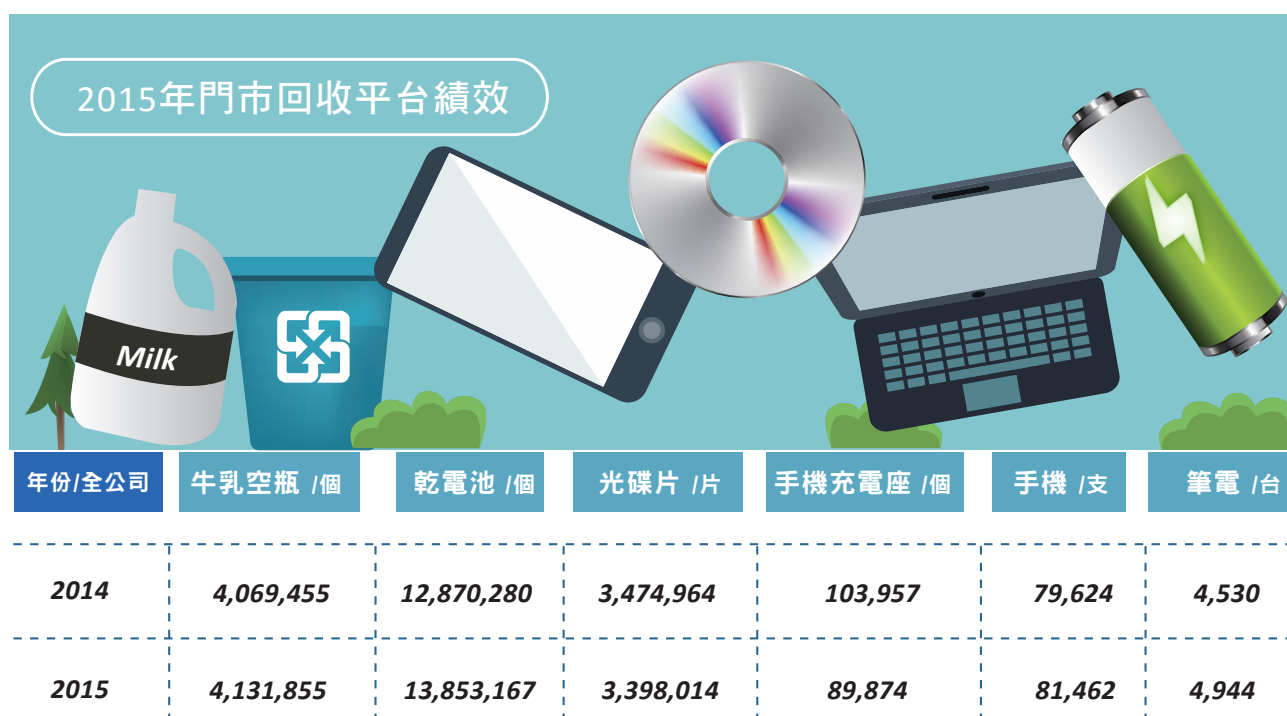 2015年門市回收平台績效
Milk
年份/全公司 牛乳空瓶 /個 乾電池 /個 光碟片 /片 手機充電座 /個 手機 /支 筆電 /台
2014 4,069,455 12,870,280 3,474,964 103,957 79,624 4,530
2015 4,131,855 13,853,167 3,398,014 89,874 81,462 4,944